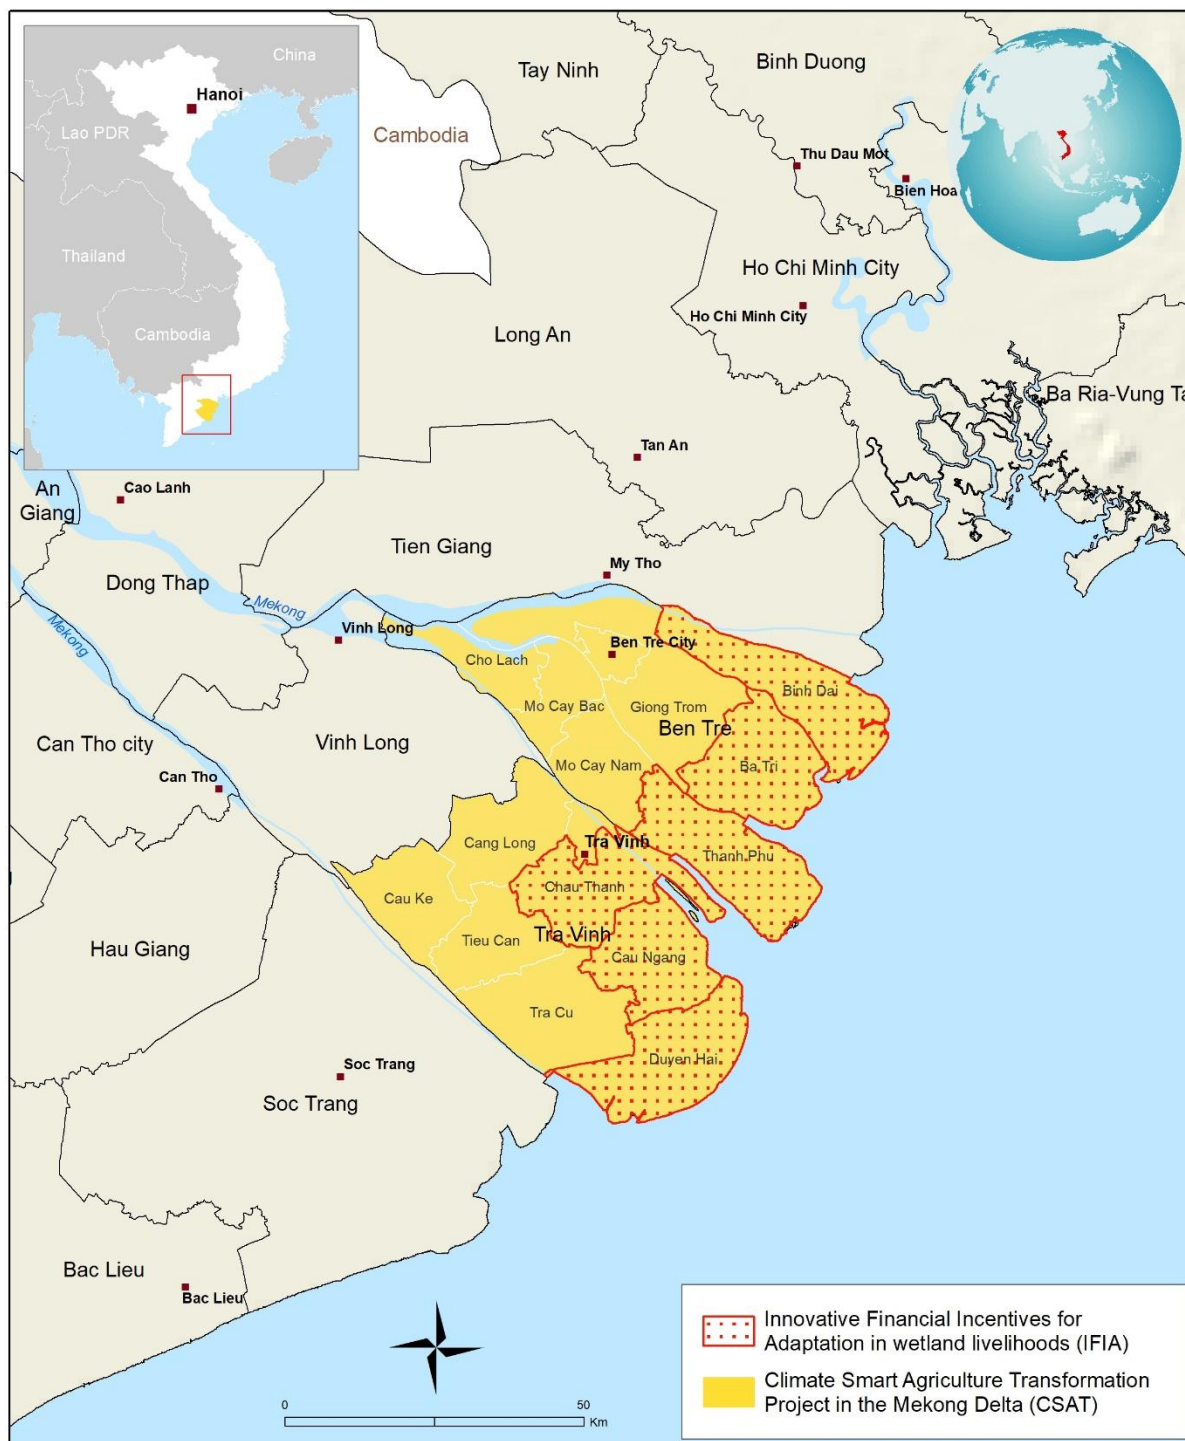 China
Hanoi
Lao PDR
Thailand
Cambodia
Cambodia
Tay Ninh
Binh Duong
Thu Dau Mot
Bien Hoa
Ho Chi Minh City
Ho Chi Minh City
Long An
Ba Ria-Vung Ta
Tan An
An
Giang
Cao Lanh
Tien Giang
My Tho
Dong Thap
Mekong
Mekong
Vinh Long
Ben Tre City
Cho Lach
Binh Dai
Mo Cay Bac
Giong Trom
Ben Tre
Can Tho city
Vinh Long
Mo Cay Nam
Ba Tri
Can Tho
Cang Long
Tra Vinh
Thanh Phu
Chau Thanh
Cau Ke
Tieu Can
Tra Vinh
Hau Giang
Cau Ngang
Tra Cu
Duyen Hai
Soc Trang
Soc Trang
Bac Lieu
Bac Lieu
Innovative Financial Incentives for
Adaptation in wetland livelihoods (IFIA)
Climate Smart Agriculture Transformation
Project in the Mekong Delta (CSAT)
0 50
Km